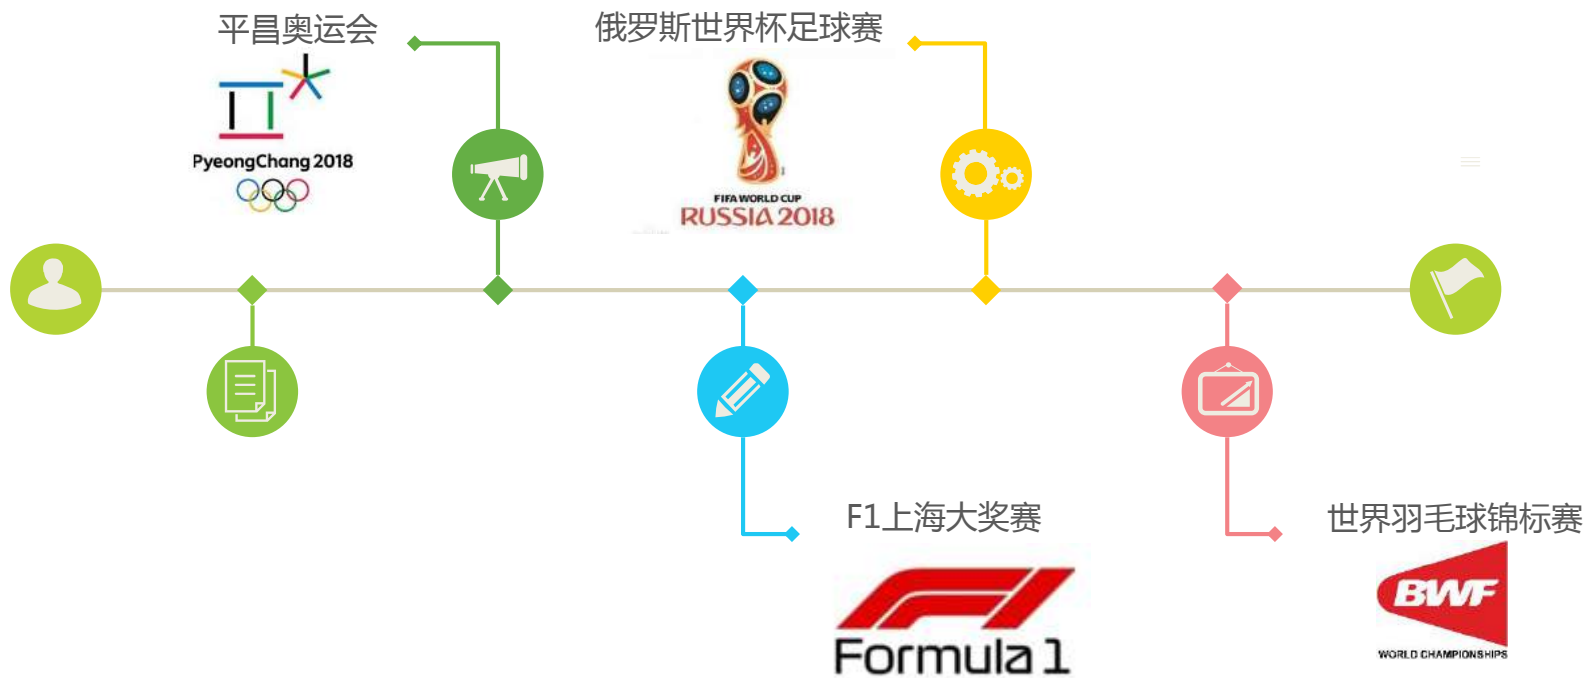 平昌奥运会
PyeongChang 2018
俄罗斯世界杯足球赛
FIFA WORLD CUP
RUSSIA 2018
F1上海大奖赛
Formula 1
世界羽毛球锦标赛
BWF
WORLD CHAMPIONSHIPS